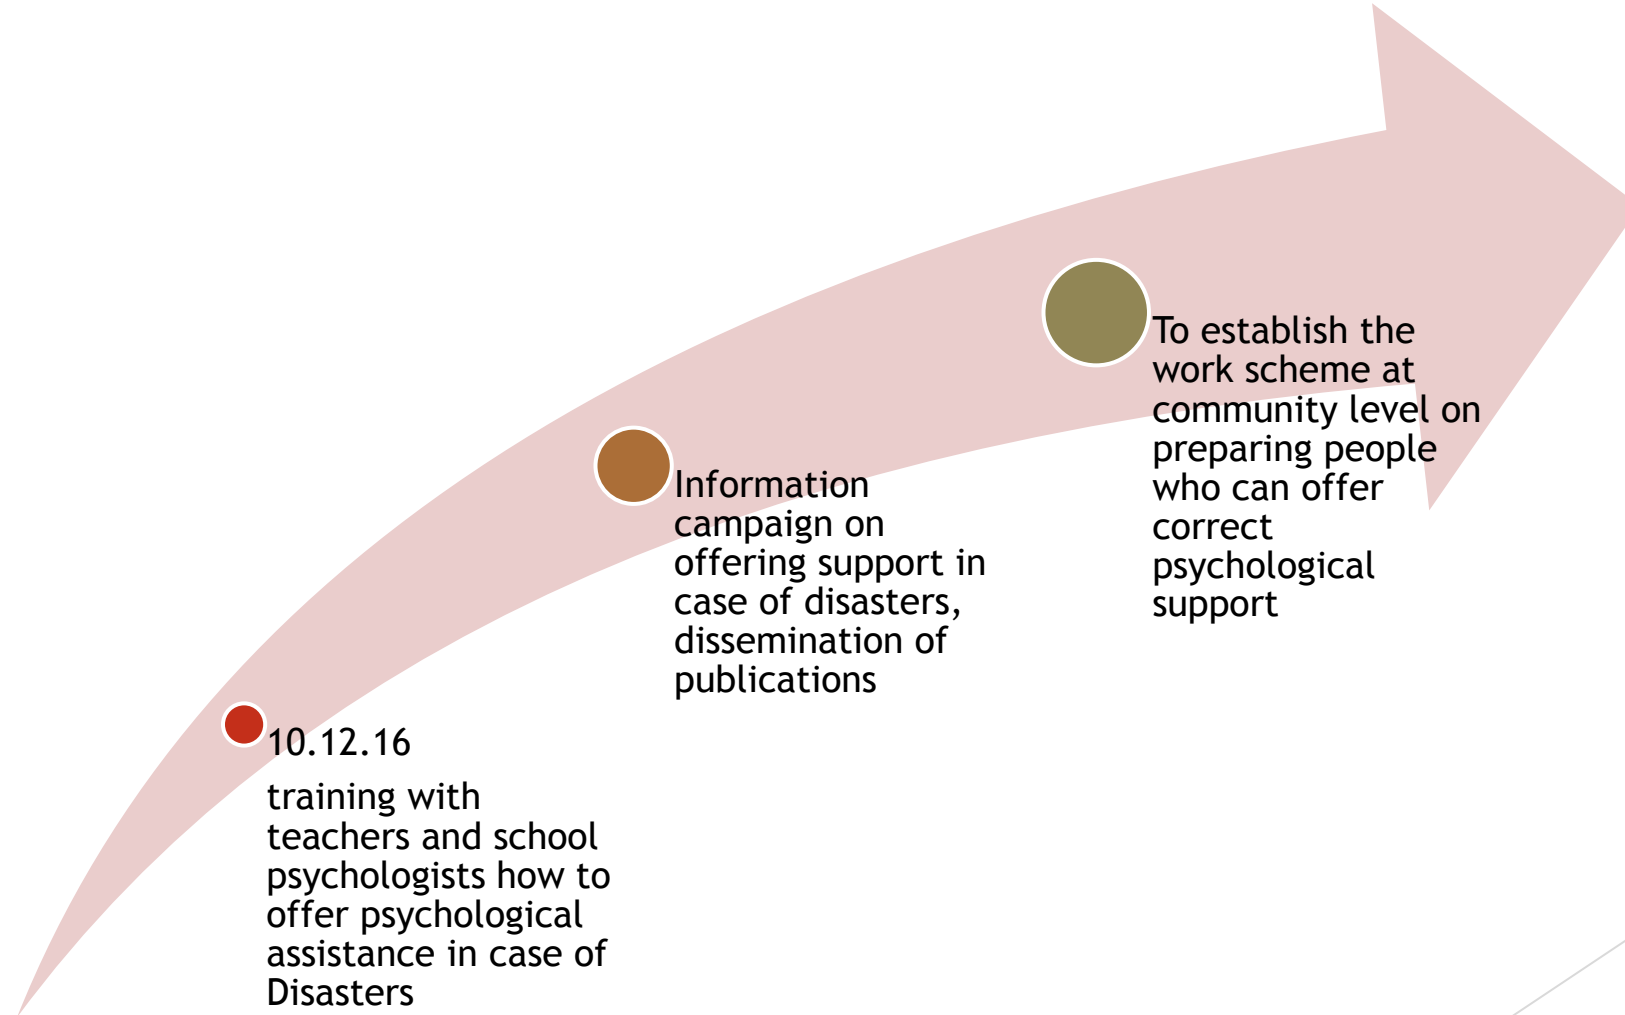 10.12.16
training with
teachers and school
psychologists how to
offer psychological
assistance in case of
Disasters
Information
campaign on
offering support in
case of disasters,
dissemination of
publications
To establish the
work scheme at
community level on
preparing people
who can offer
correct
psychological
support